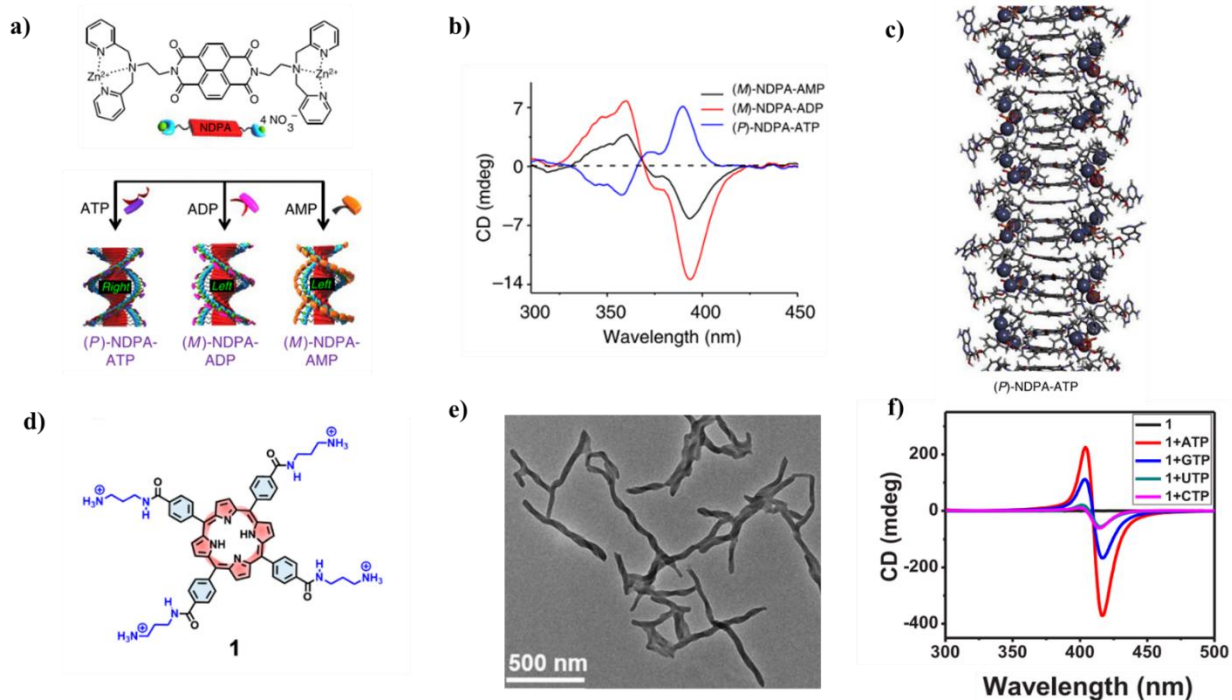 a)
O O
N N
Zn2+ N N N N Zn2+
N O O N
4 NO3−
NDPA
ATP ADP AMP
Right Left Left
(P)-NDPA- (M)-NDPA- (M)-NDPA-
ATP ADP AMP
b)
(M)-NDPA-AMP
(M)-NDPA-ADP
(P)-NDPA-ATP
7
0
−7
−14
CD (mdeg)
300 350 400 450
Wavelength (nm)
c)
(P)-NDPA-ATP
d)
⊕
NH3
O
N
H
⊕
H3N
H
N
O
N
NH HN
N
O
H
N
⊕
NH3
O
N
H
⊕
H3N
1
e)
500 nm
f)
1
1+ATP
1+GTP
1+UTP
1+CTP
200
0
-200
-400
CD (mdeg)
300 350 400 450 500
Wavelength (nm)